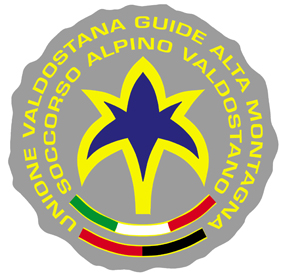 UNIONE VALDOSTANA GUIDE ALTA MONTAGNA
SOCCORSO ALPINO VALDOSTANO